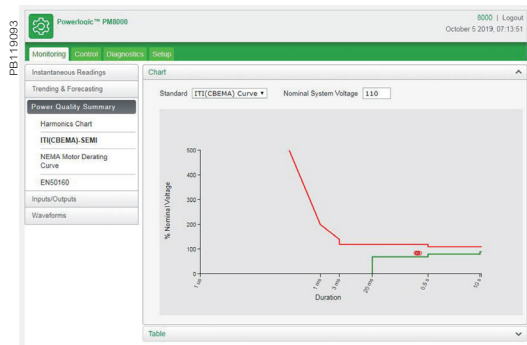 PB119093
Powerlogic™ PM8000
8000 | Logout
October 5 2019, 07:13:51
Monitoring Control Diagnostics Setup
Instantaneous Readings
Trending & Forecasting
Power Quality Summary
Harmonics Chart
ITI(CBEMA)-SEMI
NEMA Motor Derating
Curve
EN50160
Inputs/Outputs
Waveforms
Chart
Standard ITI(CBEMA) Curve Nominal System Voltage 110
% Nominal Voltage
500
400
300
200
100
0
1 us 1 ms 3 ms 20 ms 0.5 s 10 s
Duration
Table